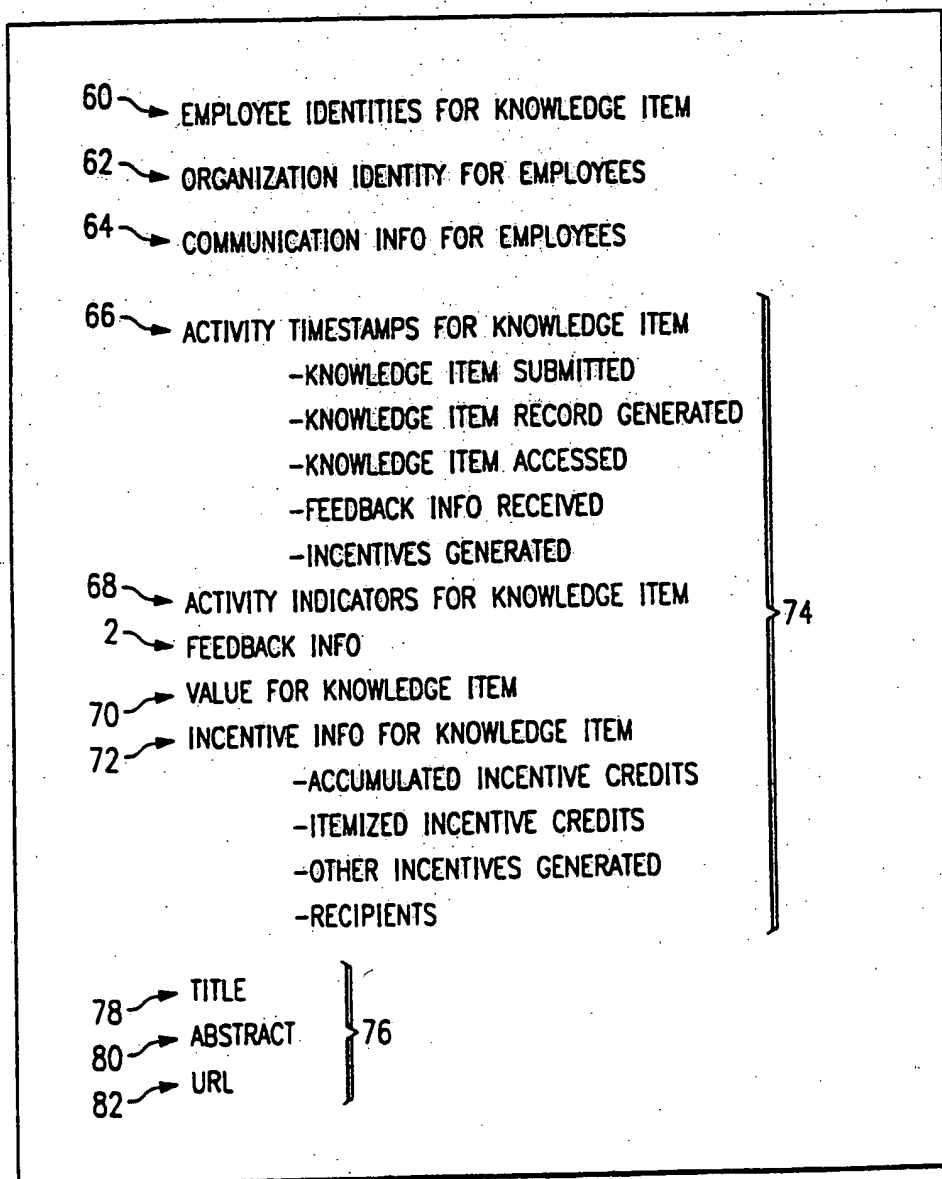 60 EMPLOYEE IDENTITIES FOR KNOWLEDGE ITEM
62 ORGANIZATION IDENTITY FOR EMPLOYEES
64 COMMUNICATION INFO FOR EMPLOYEES
66 ACTIVITY TIMESTAMPS FOR KNOWLEDGE ITEM
-KNOWLEDGE ITEM SUBMITTED
-KNOWLEDGE ITEM RECORD GENERATED
-KNOWLEDGE ITEM ACCESSED
-FEEDBACK INFO RECEIVED
-INCENTIVES GENERATED
68 ACTIVITY INDICATORS FOR KNOWLEDGE ITEM
74
2 FEEDBACK INFO
70 VALUE FOR KNOWLEDGE ITEM
72 INCENTIVE INFO FOR KNOWLEDGE ITEM
-ACCUMULATED INCENTIVE CREDITS
-ITEMIZED INCENTIVE CREDITS
-OTHER INCENTIVES GENERATED
-RECIPIENTS
78 TITLE
80 ABSTRACT 76
82 URL